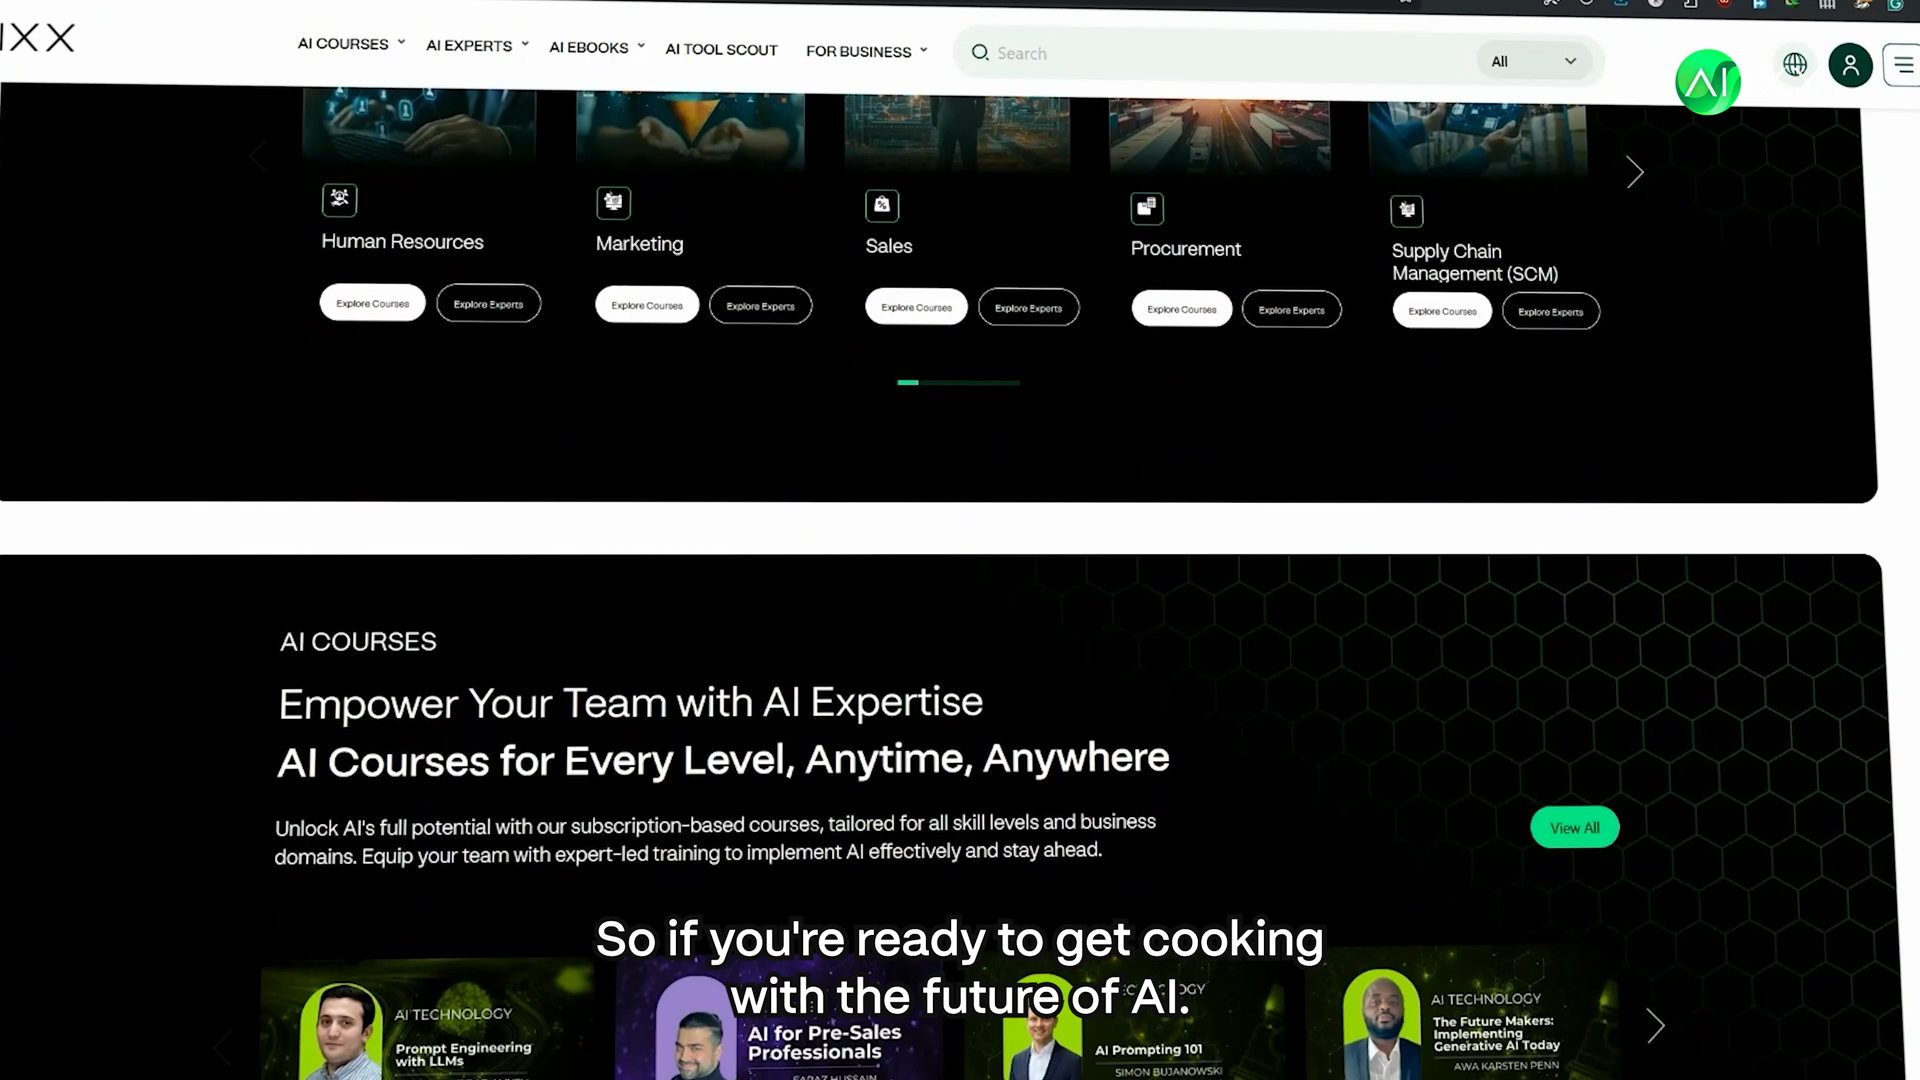 IXX
AI COURSES
AI EXPERTS
AI EBOOKS
AI TOOL SCOUT
FOR BUSINESS
Search
All
AI
Human Resources
Explore Courses
Explore Experts
Marketing
Explore Courses
Explore Experts
Sales
Explore Courses
Explore Experts
Procurement
Explore Courses
Explore Experts
Supply Chain
Management (SCM)
Explore Courses
Explore Experts
AI COURSES
Empower Your Team with AI Expertise
AI Courses for Every Level, Anytime, Anywhere
Unlock AI's full potential with our subscription-based courses, tailored for all skill levels and business
domains. Equip your team with expert-led training to implement AI effectively and stay ahead.
View All
So if you're ready to get cooking
with the future of AI.
AI TECHNOLOGY
Prompt Engineering
with LLMs
AI for Pre-Sales
Professionals
FARAZ HUSSAIN
AI Prompting 101
SIMON BUJANOWSKI
AI TECHNOLOGY
The Future Makers:
Implementing
Generative AI Today
AWA KARSTEN PENN